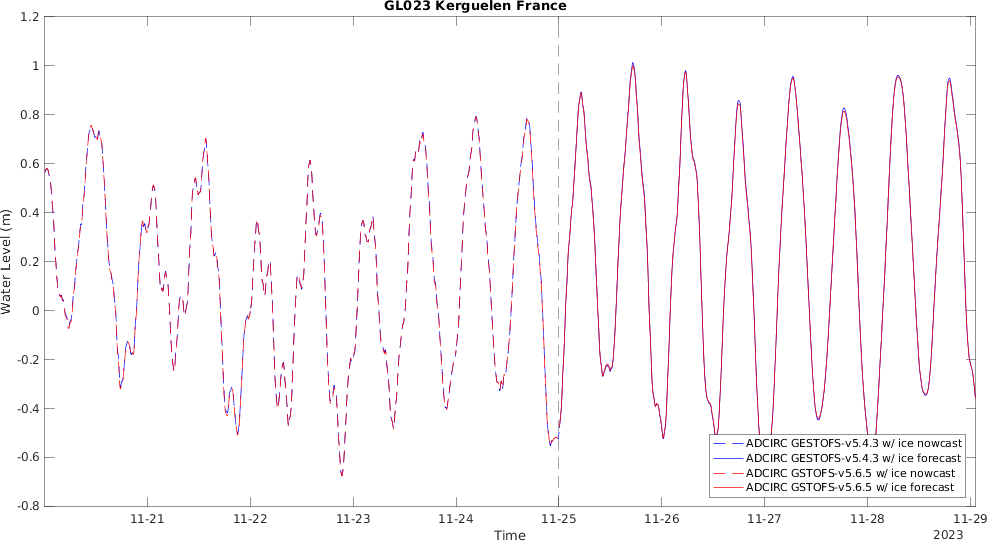 GL023 Kerguelen France
1.2
1
0.8
0.6
0.4
0.2
0
-0.2
-0.4
-0.6
-0.8
Water Level (m)
ADCIRC GESTOFS-v5.4.3 w/ ice nowcast
ADCIRC GESTOFS-v5.4.3 w/ ice forecast
ADCIRC GSTOFS-v5.6.5 w/ ice nowcast
ADCIRC GSTOFS-v5.6.5 w/ ice forecast
11-21 11-22 11-23 11-24 11-25 11-26 11-27 11-28 11-29
Time
2023